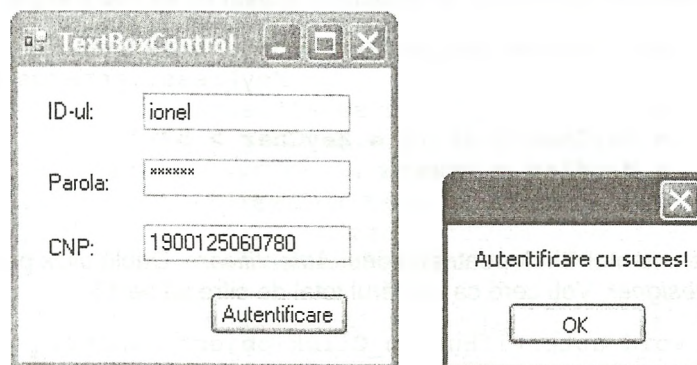 TextBoxControl
ID-ul: ionel
Parola: ××××××
CNP: 1900125060780
Autentificare
Autentificare cu succes!
OK